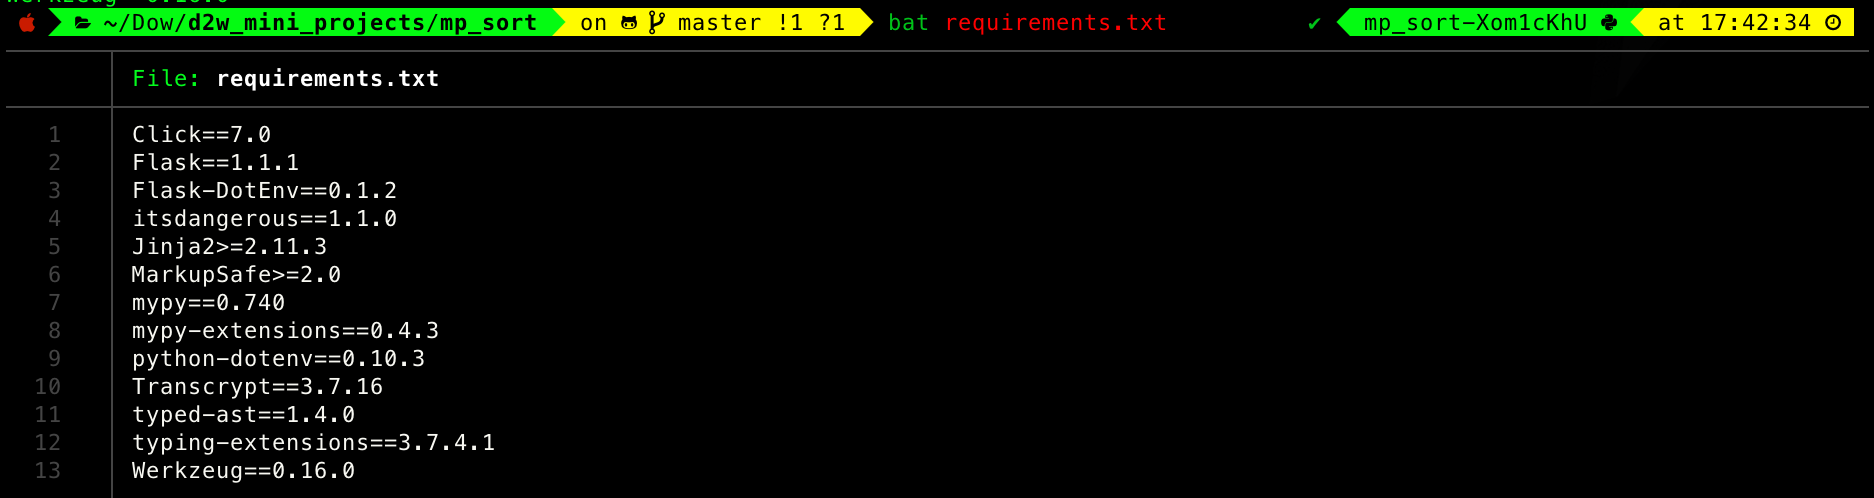 ~/Dow/d2w_mini_projects/mp_sort on master !1 ?1 bat requirements.txt ✔ mp_sort-Xom1cKhU at 17:42:34
File: requirements.txt
1 Click==7.0
2 Flask==1.1.1
3 Flask-DotEnv==0.1.2
4 itsdangerous==1.1.0
5 Jinja2>=2.11.3
6 MarkupSafe>=2.0
7 mypy==0.740
8 mypy-extensions==0.4.3
9 python-dotenv==0.10.3
10 Transcrypt==3.7.16
11 typed-ast==1.4.0
12 typing-extensions==3.7.4.1
13 Werkzeug==0.16.0